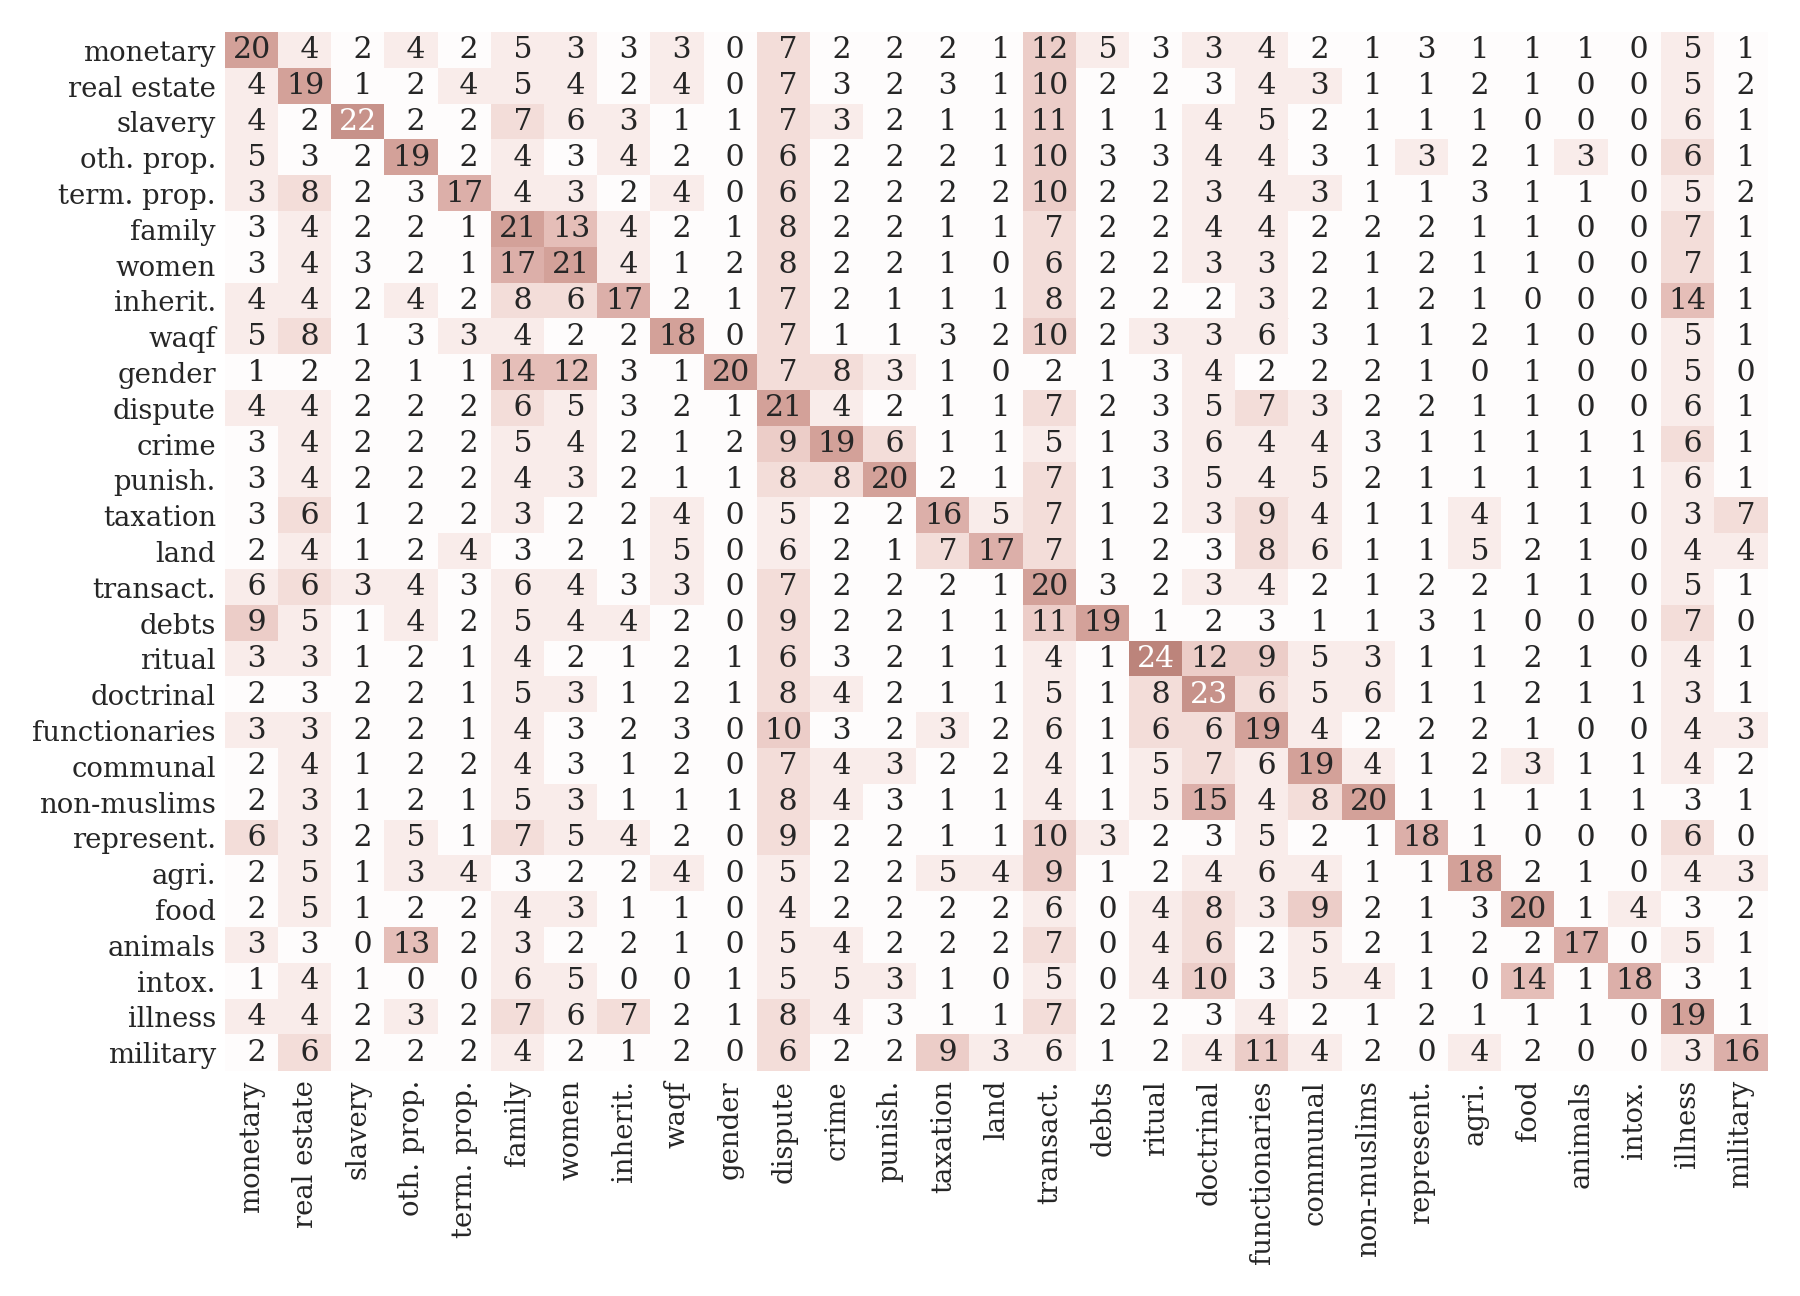 monetary 20 4 2 4 2 5 3 3 3 0 7 2 2 2 1 12 5 3 3 4 2 1 3 1 1 1 0 5 1
real estate 4 19 1 2 4 5 4 2 4 0 7 3 2 3 1 10 2 2 3 4 3 1 1 2 1 0 0 5 2
slavery 4 2 22 2 2 7 6 3 1 1 7 3 2 1 1 11 1 1 4 5 2 1 1 1 0 0 0 6 1
oth. prop. 5 3 2 19 2 4 3 4 2 0 6 2 2 2 1 10 3 3 4 4 3 1 3 2 1 3 0 6 1
term. prop. 3 8 2 3 17 4 3 2 4 0 6 2 2 2 2 10 2 2 3 4 3 1 1 3 1 1 0 5 2
family 3 4 2 2 1 21 13 4 2 1 8 2 2 1 1 7 2 2 4 4 2 2 2 1 1 0 0 7 1
women 3 4 3 2 1 17 21 4 1 2 8 2 2 1 0 6 2 2 3 3 2 1 2 1 1 0 0 7 1
inherit. 4 4 2 4 2 8 6 17 2 1 7 2 1 1 1 8 2 2 2 3 2 1 2 1 0 0 0 14 1
waqf 5 8 1 3 3 4 2 2 18 0 7 1 1 3 2 10 2 3 3 6 3 1 1 2 1 0 0 5 1
gender 1 2 2 1 1 14 12 3 1 20 7 8 3 1 0 2 1 3 4 2 2 2 1 0 1 0 0 5 0
dispute 4 4 2 2 2 6 5 3 2 1 21 4 2 1 1 7 2 3 5 7 3 2 2 1 1 0 0 6 1
crime 3 4 2 2 2 5 4 2 1 2 9 19 6 1 1 5 1 3 6 4 4 3 1 1 1 1 1 6 1
punish. 3 4 2 2 2 4 3 2 1 1 8 8 20 2 1 7 1 3 5 4 5 2 1 1 1 1 1 6 1
taxation 3 6 1 2 2 3 2 2 4 0 5 2 2 16 5 7 1 2 3 9 4 1 1 4 1 1 0 3 7
land 2 4 1 2 4 3 2 1 5 0 6 2 1 7 17 7 1 2 3 8 6 1 1 5 2 1 0 4 4
transact. 6 6 3 4 3 6 4 3 3 0 7 2 2 2 1 20 3 2 3 4 2 1 2 2 1 1 0 5 1
debts 9 5 1 4 2 5 4 4 2 0 9 2 2 1 1 11 19 1 2 3 1 1 3 1 0 0 0 7 0
ritual 3 3 1 2 1 4 2 1 2 1 6 3 2 1 1 4 1 24 12 9 5 3 1 1 2 1 0 4 1
doctrinal 2 3 2 2 1 5 3 1 2 1 8 4 2 1 1 5 1 8 23 6 5 6 1 1 2 1 1 3 1
functionaries 3 3 2 2 1 4 3 2 3 0 10 3 2 3 2 6 1 6 6 19 4 2 2 2 1 0 0 4 3
communal 2 4 1 2 2 4 3 1 2 0 7 4 3 2 2 4 1 5 7 6 19 4 1 2 3 1 1 4 2
non-muslims 2 3 1 2 1 5 3 1 1 1 8 4 3 1 1 4 1 5 15 4 8 20 1 1 1 1 1 3 1
represent. 6 3 2 5 1 7 5 4 2 0 9 2 2 1 1 10 3 2 3 5 2 1 18 1 0 0 0 6 0
agri. 2 5 1 3 4 3 2 2 4 0 5 2 2 5 4 9 1 2 4 6 4 1 1 18 2 1 0 4 3
food 2 5 1 2 2 4 3 1 1 0 4 2 2 2 2 6 0 4 8 3 9 2 1 3 20 1 4 3 2
animals 3 3 0 13 2 3 2 2 1 0 5 4 2 2 2 7 0 4 6 2 5 2 1 2 2 17 0 5 1
intox. 1 4 1 0 0 6 5 0 0 1 5 5 3 1 0 5 0 4 10 3 5 4 1 0 14 1 18 3 1
illness 4 4 2 3 2 7 6 7 2 1 8 4 3 1 1 7 2 2 3 4 2 1 2 1 1 1 0 19 1
military 2 6 2 2 2 4 2 1 2 0 6 2 2 9 3 6 1 2 4 11 4 2 0 4 2 0 0 3 16
monetary
real estate
slavery
oth. prop.
term. prop.
family
women
inherit.
waqf
gender
dispute
crime
punish.
taxation
land
transact.
debts
ritual
doctrinal
functionaries
communal
non-muslims
represent.
agri.
food
animals
intox.
illness
military